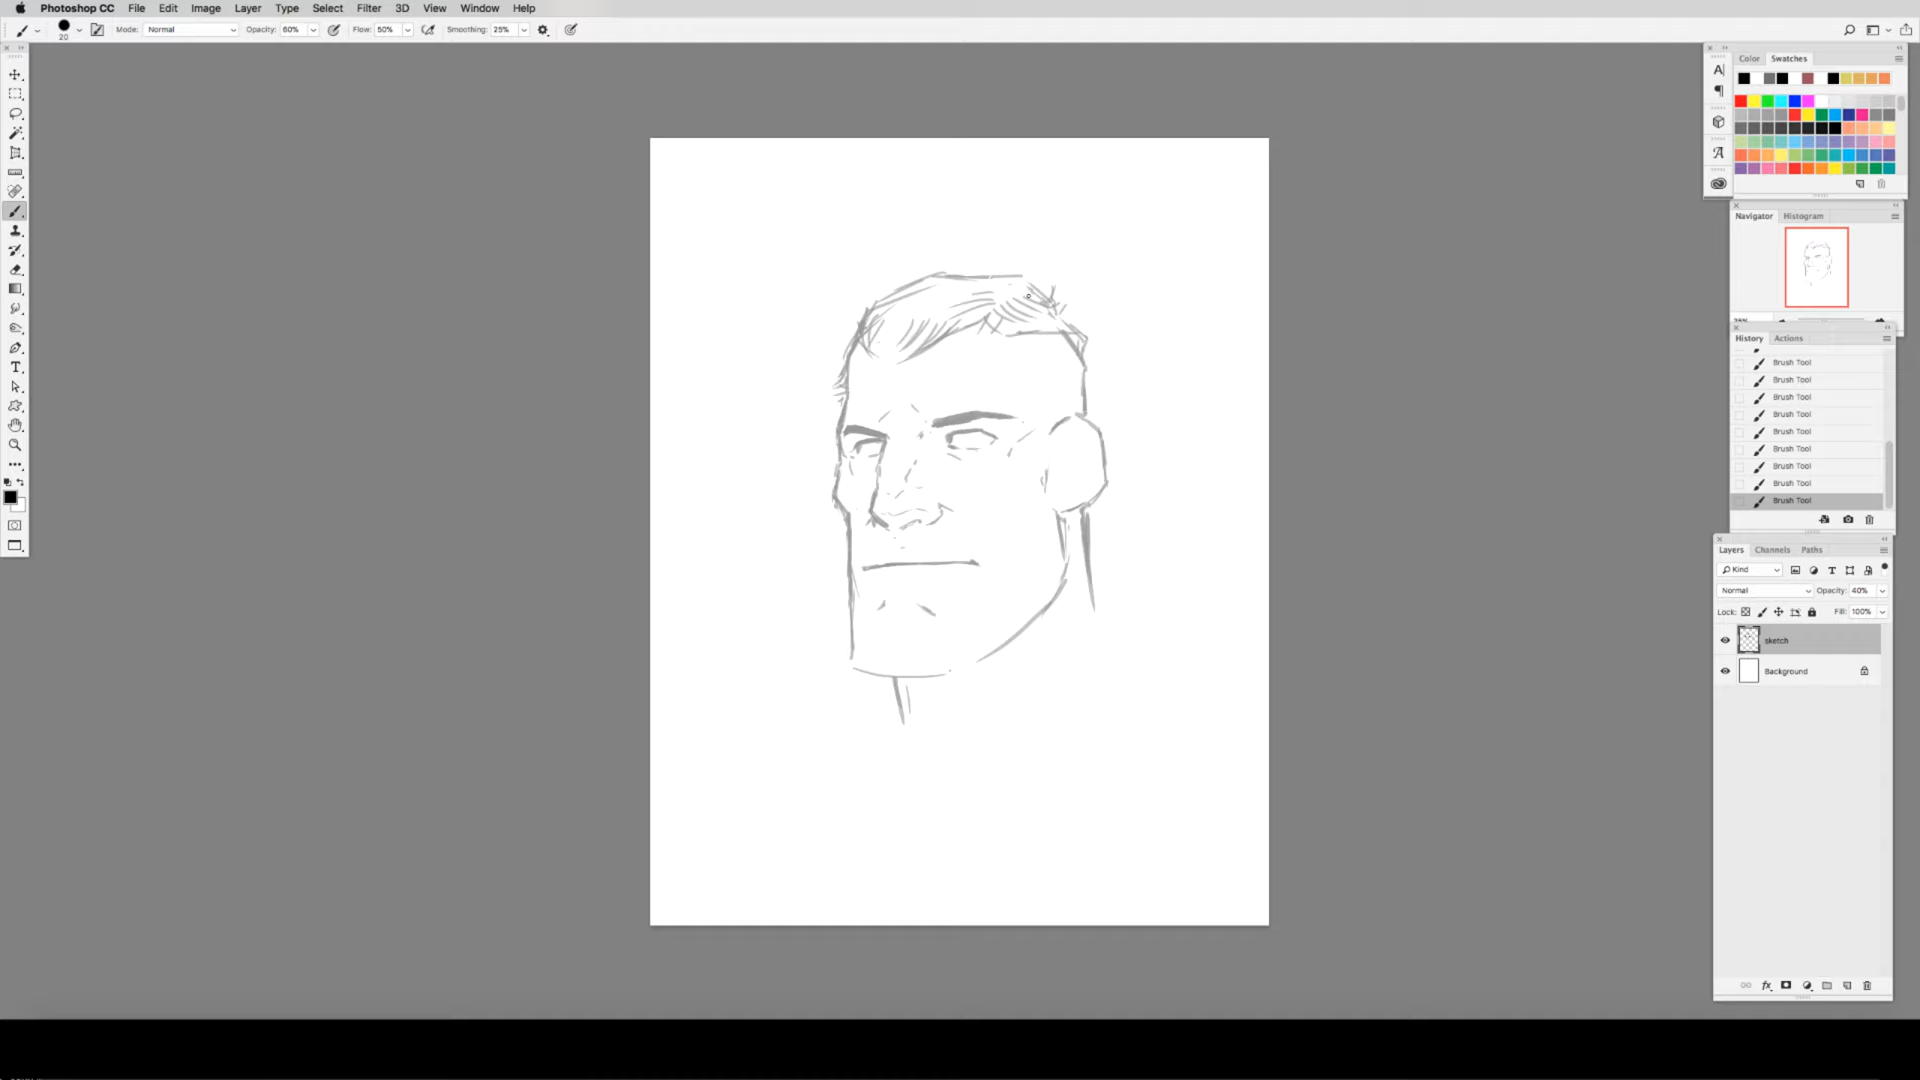 Photoshop CC File Edit Image Layer Type Select Filter 3D View Window Help
20 Mode: Normal Opacity: 60% Flow: 50% Smoothing: 25%
Color Swatches
Navigator Histogram
History Actions
Brush Tool
Brush Tool
Brush Tool
Brush Tool
Brush Tool
Brush Tool
Brush Tool
Brush Tool
Brush Tool
Layers Channels Paths
Kind
Normal Opacity: 40%
Lock: Fill: 100%
sketch
Background